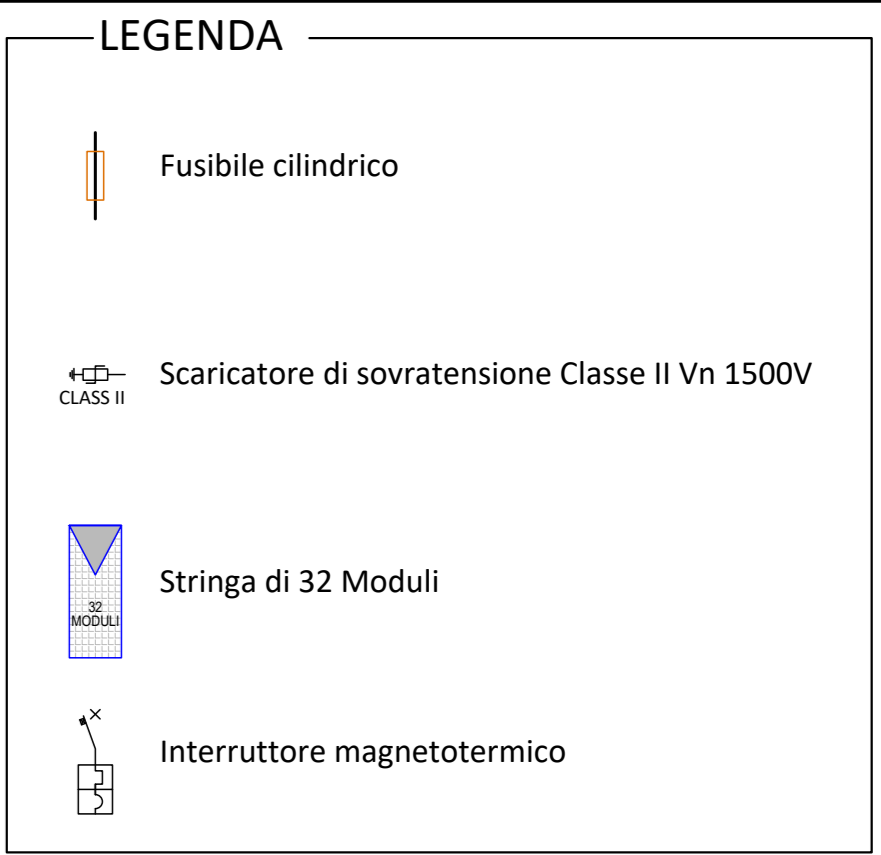 LEGENDA
Fusibile cilindrico
Scaricatore di sovratensione Classe II Vn 1500V
CLASS II
Stringa di 32 Moduli
32
MODULI
Interruttore magnetotermico